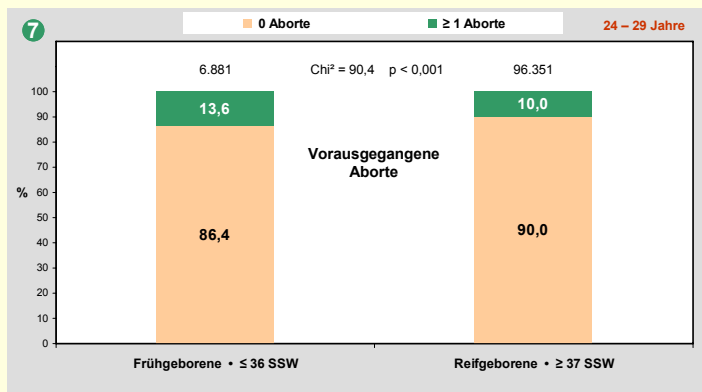 7
0 Aborte
≥ 1 Aborte
24 – 29 Jahre
6.881
Chi² = 90,4 p < 0,001
96.351
100
90
80
70
60
50
40
30
20
10
0
%
13,6
10,0
Vorausgegangene
Aborte
86,4
90,0
Frühgeborene • ≤ 36 SSW
Reifgeborene • ≥ 37 SSW